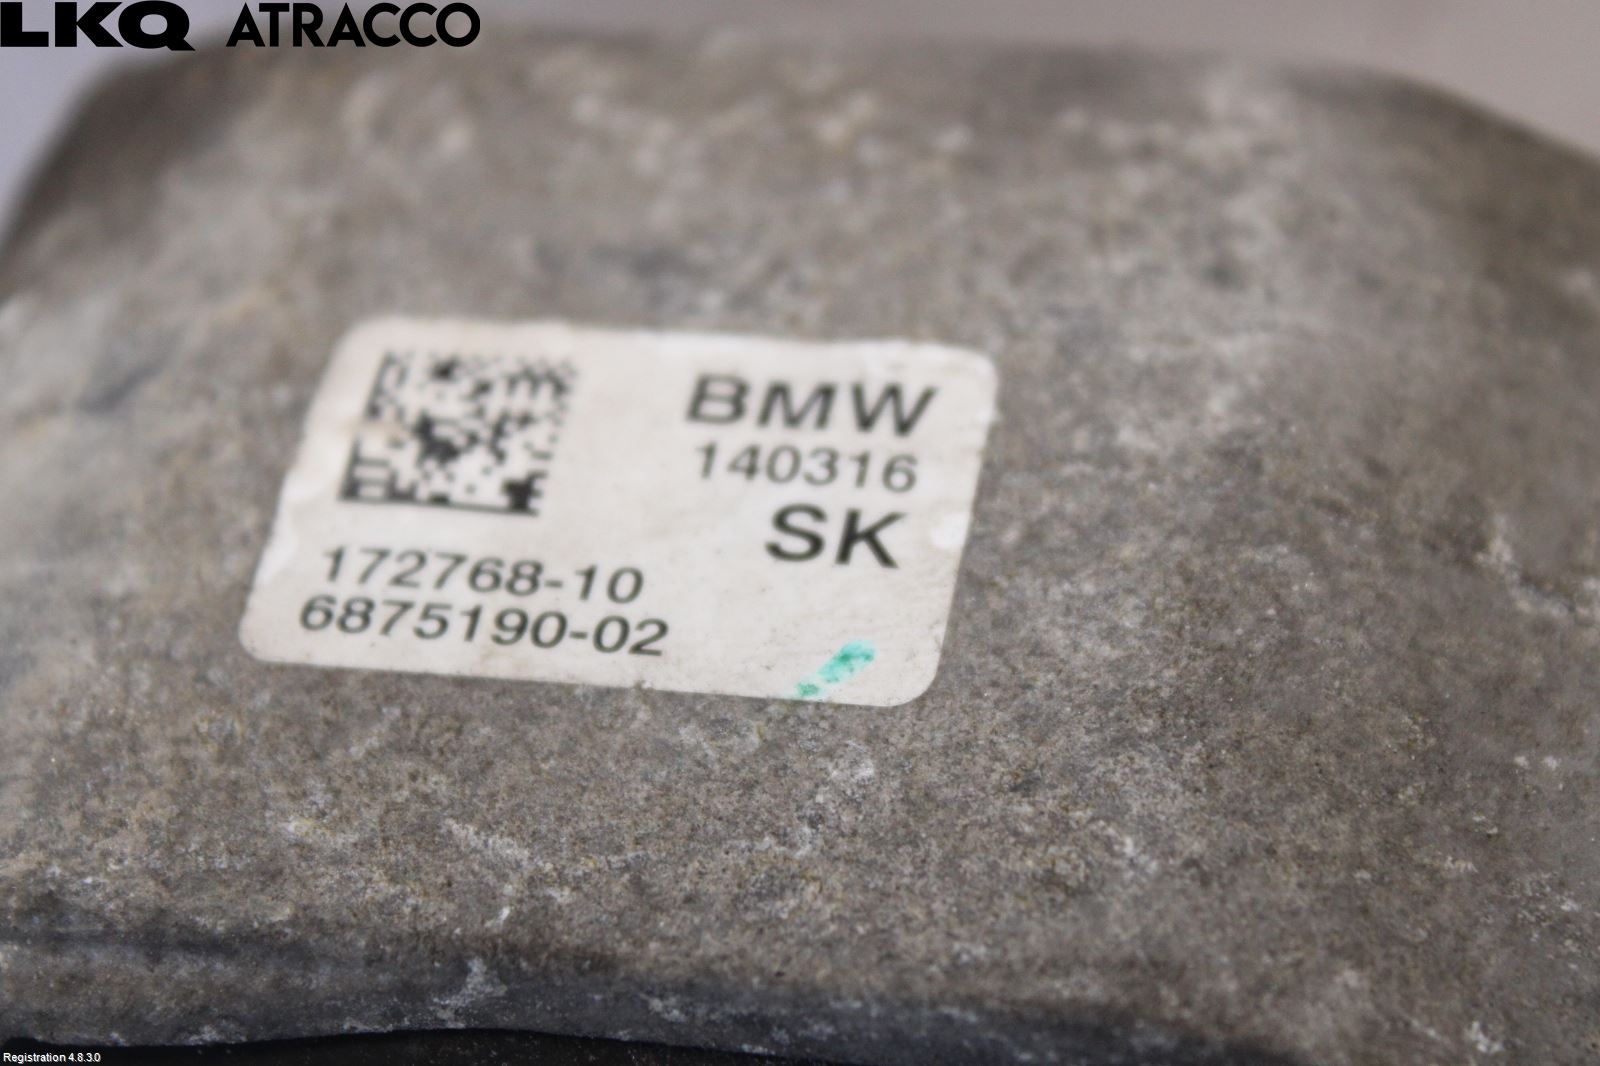 LKQ ATRACCO
BMW
140316
SK
172768-10
6875190-02
Registration 4.8.3.0